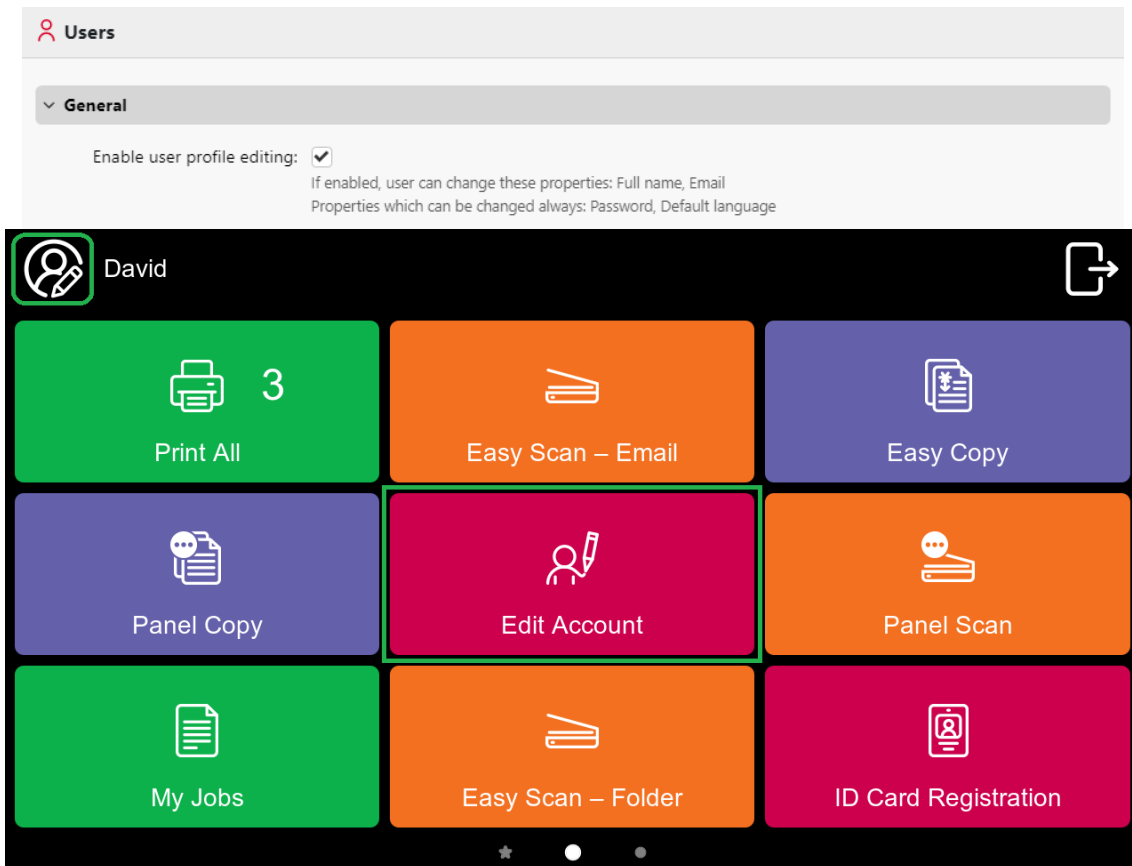 Users
General
Enable user profile editing:
If enabled, user can change these properties: Full name, Email
Properties which can be changed always: Password, Default language
David
3
Print All
Easy Scan – Email
Easy Copy
Panel Copy
Edit Account
Panel Scan
My Jobs
Easy Scan – Folder
ID Card Registration